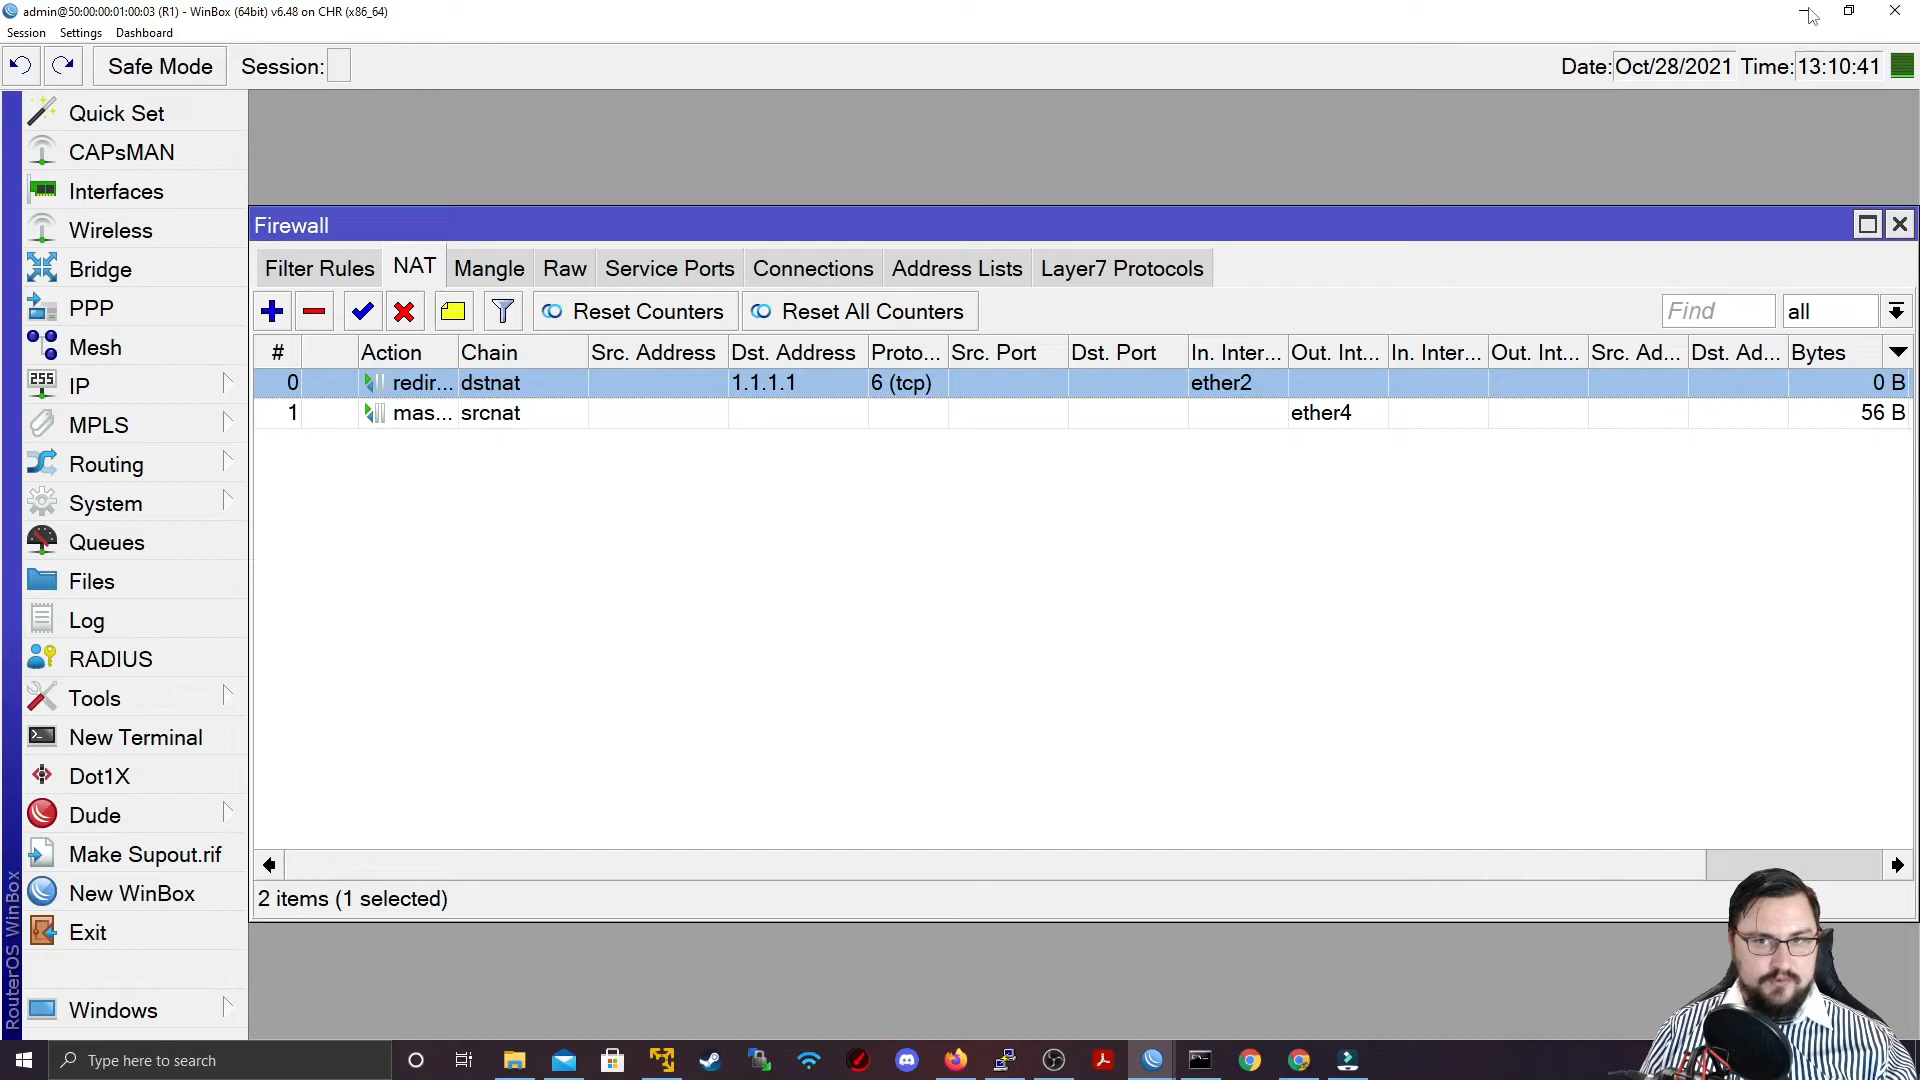 admin@50:00:00:01:00:03 (R1) - WinBox (64bit) v6.48 on CHR (x86_64)
Session Settings Dashboard
Safe Mode Session: Date: Oct/28/2021 Time: 13:10:41
Quick Set
CAPsMAN
Interfaces
Wireless
Bridge
PPP
Mesh
255 IP
MPLS
Routing
System
Queues
Files
Log
RADIUS
Tools
New Terminal
Dot1X
Dude
Make Supout.rif
New WinBox
Exit
Windows
RouterOS WinBox
Firewall
Filter Rules NAT Mangle Raw Service Ports Connections Address Lists Layer7 Protocols
Reset Counters Reset All Counters Find all
# Action Chain Src. Address Dst. Address Proto... Src. Port Dst. Port In. Inter... Out. Int... In. Inter... Out. Int... Src. Ad... Dst. Ad... Bytes
0 redir... dstnat 1.1.1.1 6 (tcp) ether2 0 B
1 mas... srcnat ether4 56 B
2 items (1 selected)
Type here to search